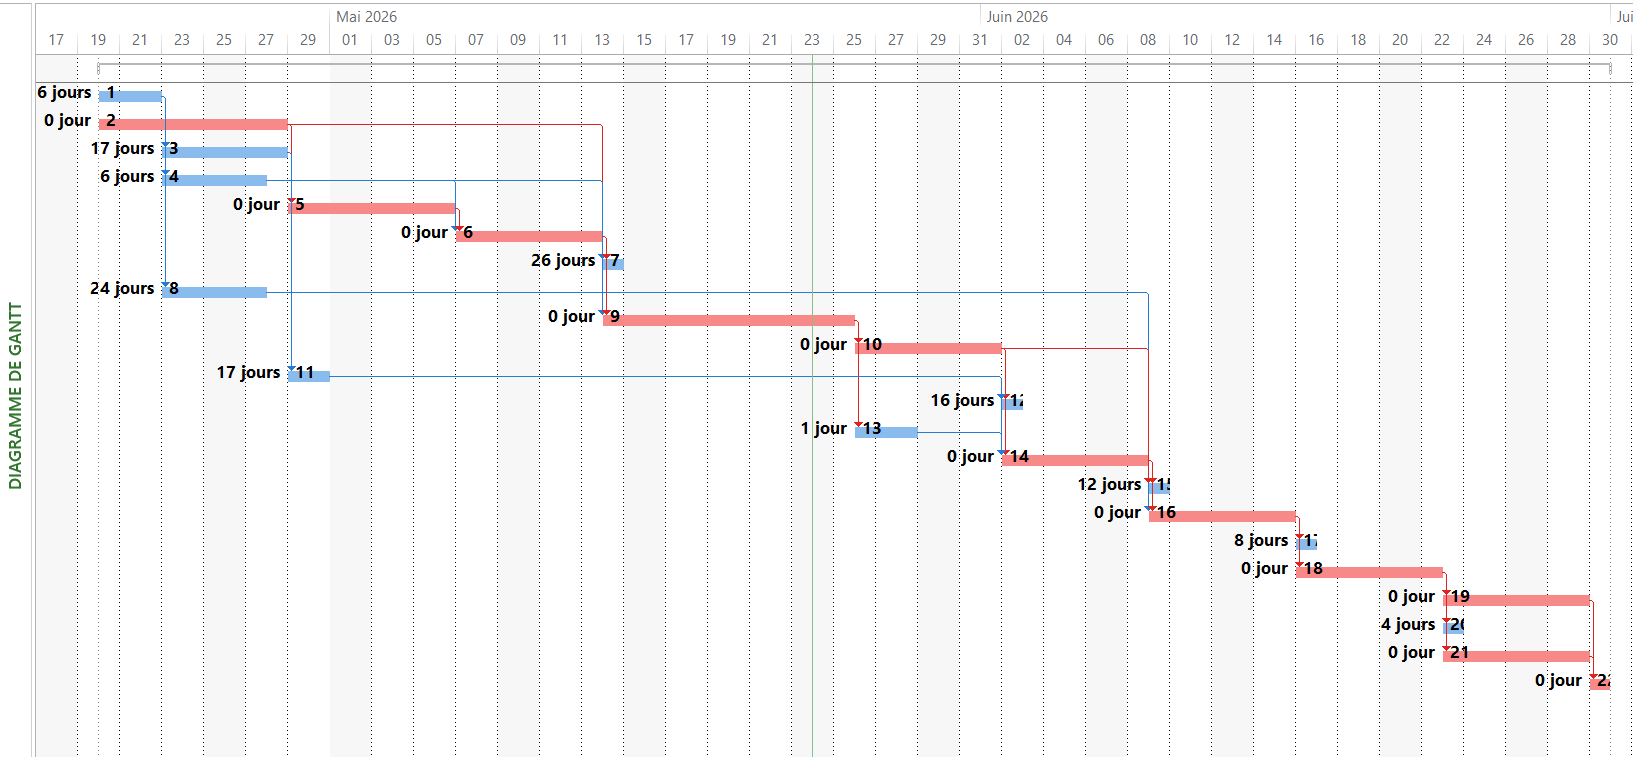 Mai 2026 Juin 2026 Jui
17 19 21 23 25 27 29 01 03 05 07 09 11 13 15 17 19 21 23 25 27 29 31 02 04 06 08 10 12 14 16 18 20 22 24 26 28 30
DIAGRAMME DE GANTT
6 jours 1
0 jour 2
17 jours 3
6 jours 4
0 jour 5
0 jour 6
26 jours 7
24 jours 8
0 jour 9
0 jour 10
17 jours 11
16 jours 12
1 jour 13
0 jour 14
12 jours 15
0 jour 16
8 jours 17
0 jour 18
0 jour 19
4 jours 20
0 jour 21
0 jour 22